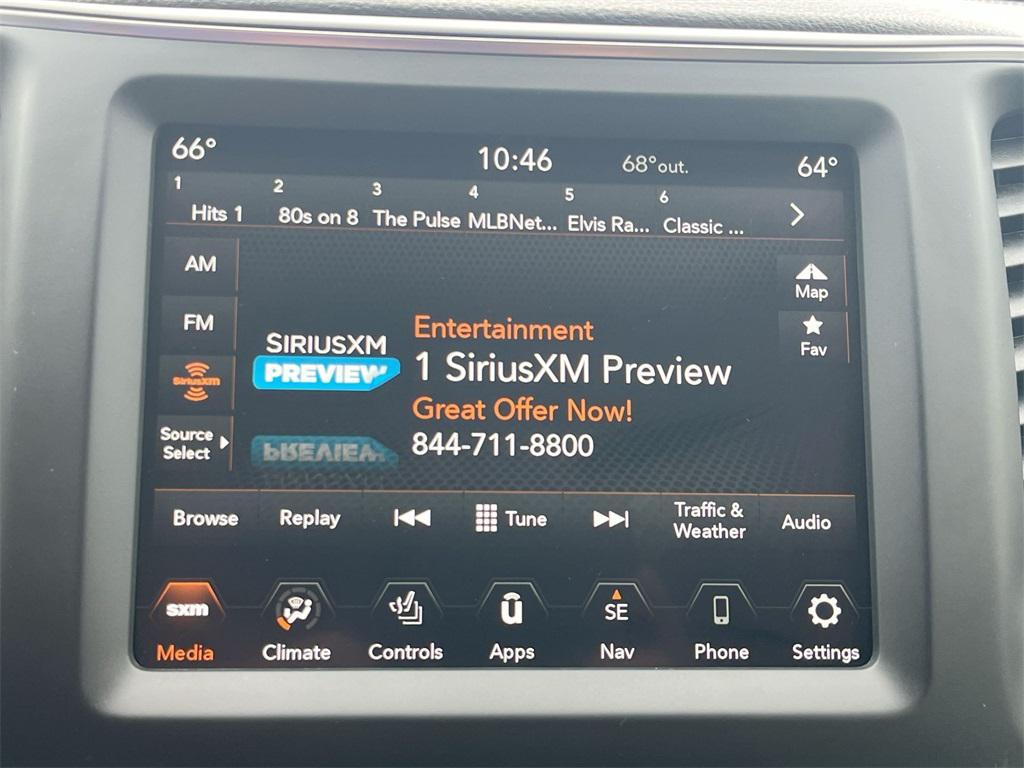 66°
10:46
68°out.
64°
1
2
3
4
5
6
Hits 1
80s on 8
The Pulse
MLBNet...
Elvis Ra...
Classic ...
AM
FM
SiriusXM
Source
Select
SIRIUSXM
PREVIEW
Entertainment
1 SiriusXM Preview
Great Offer Now!
844-711-8800
Map
Fav
Browse
Replay
Tune
Traffic &
Weather
Audio
sxm
Media
Climate
Controls
Apps
SE
Nav
Phone
Settings